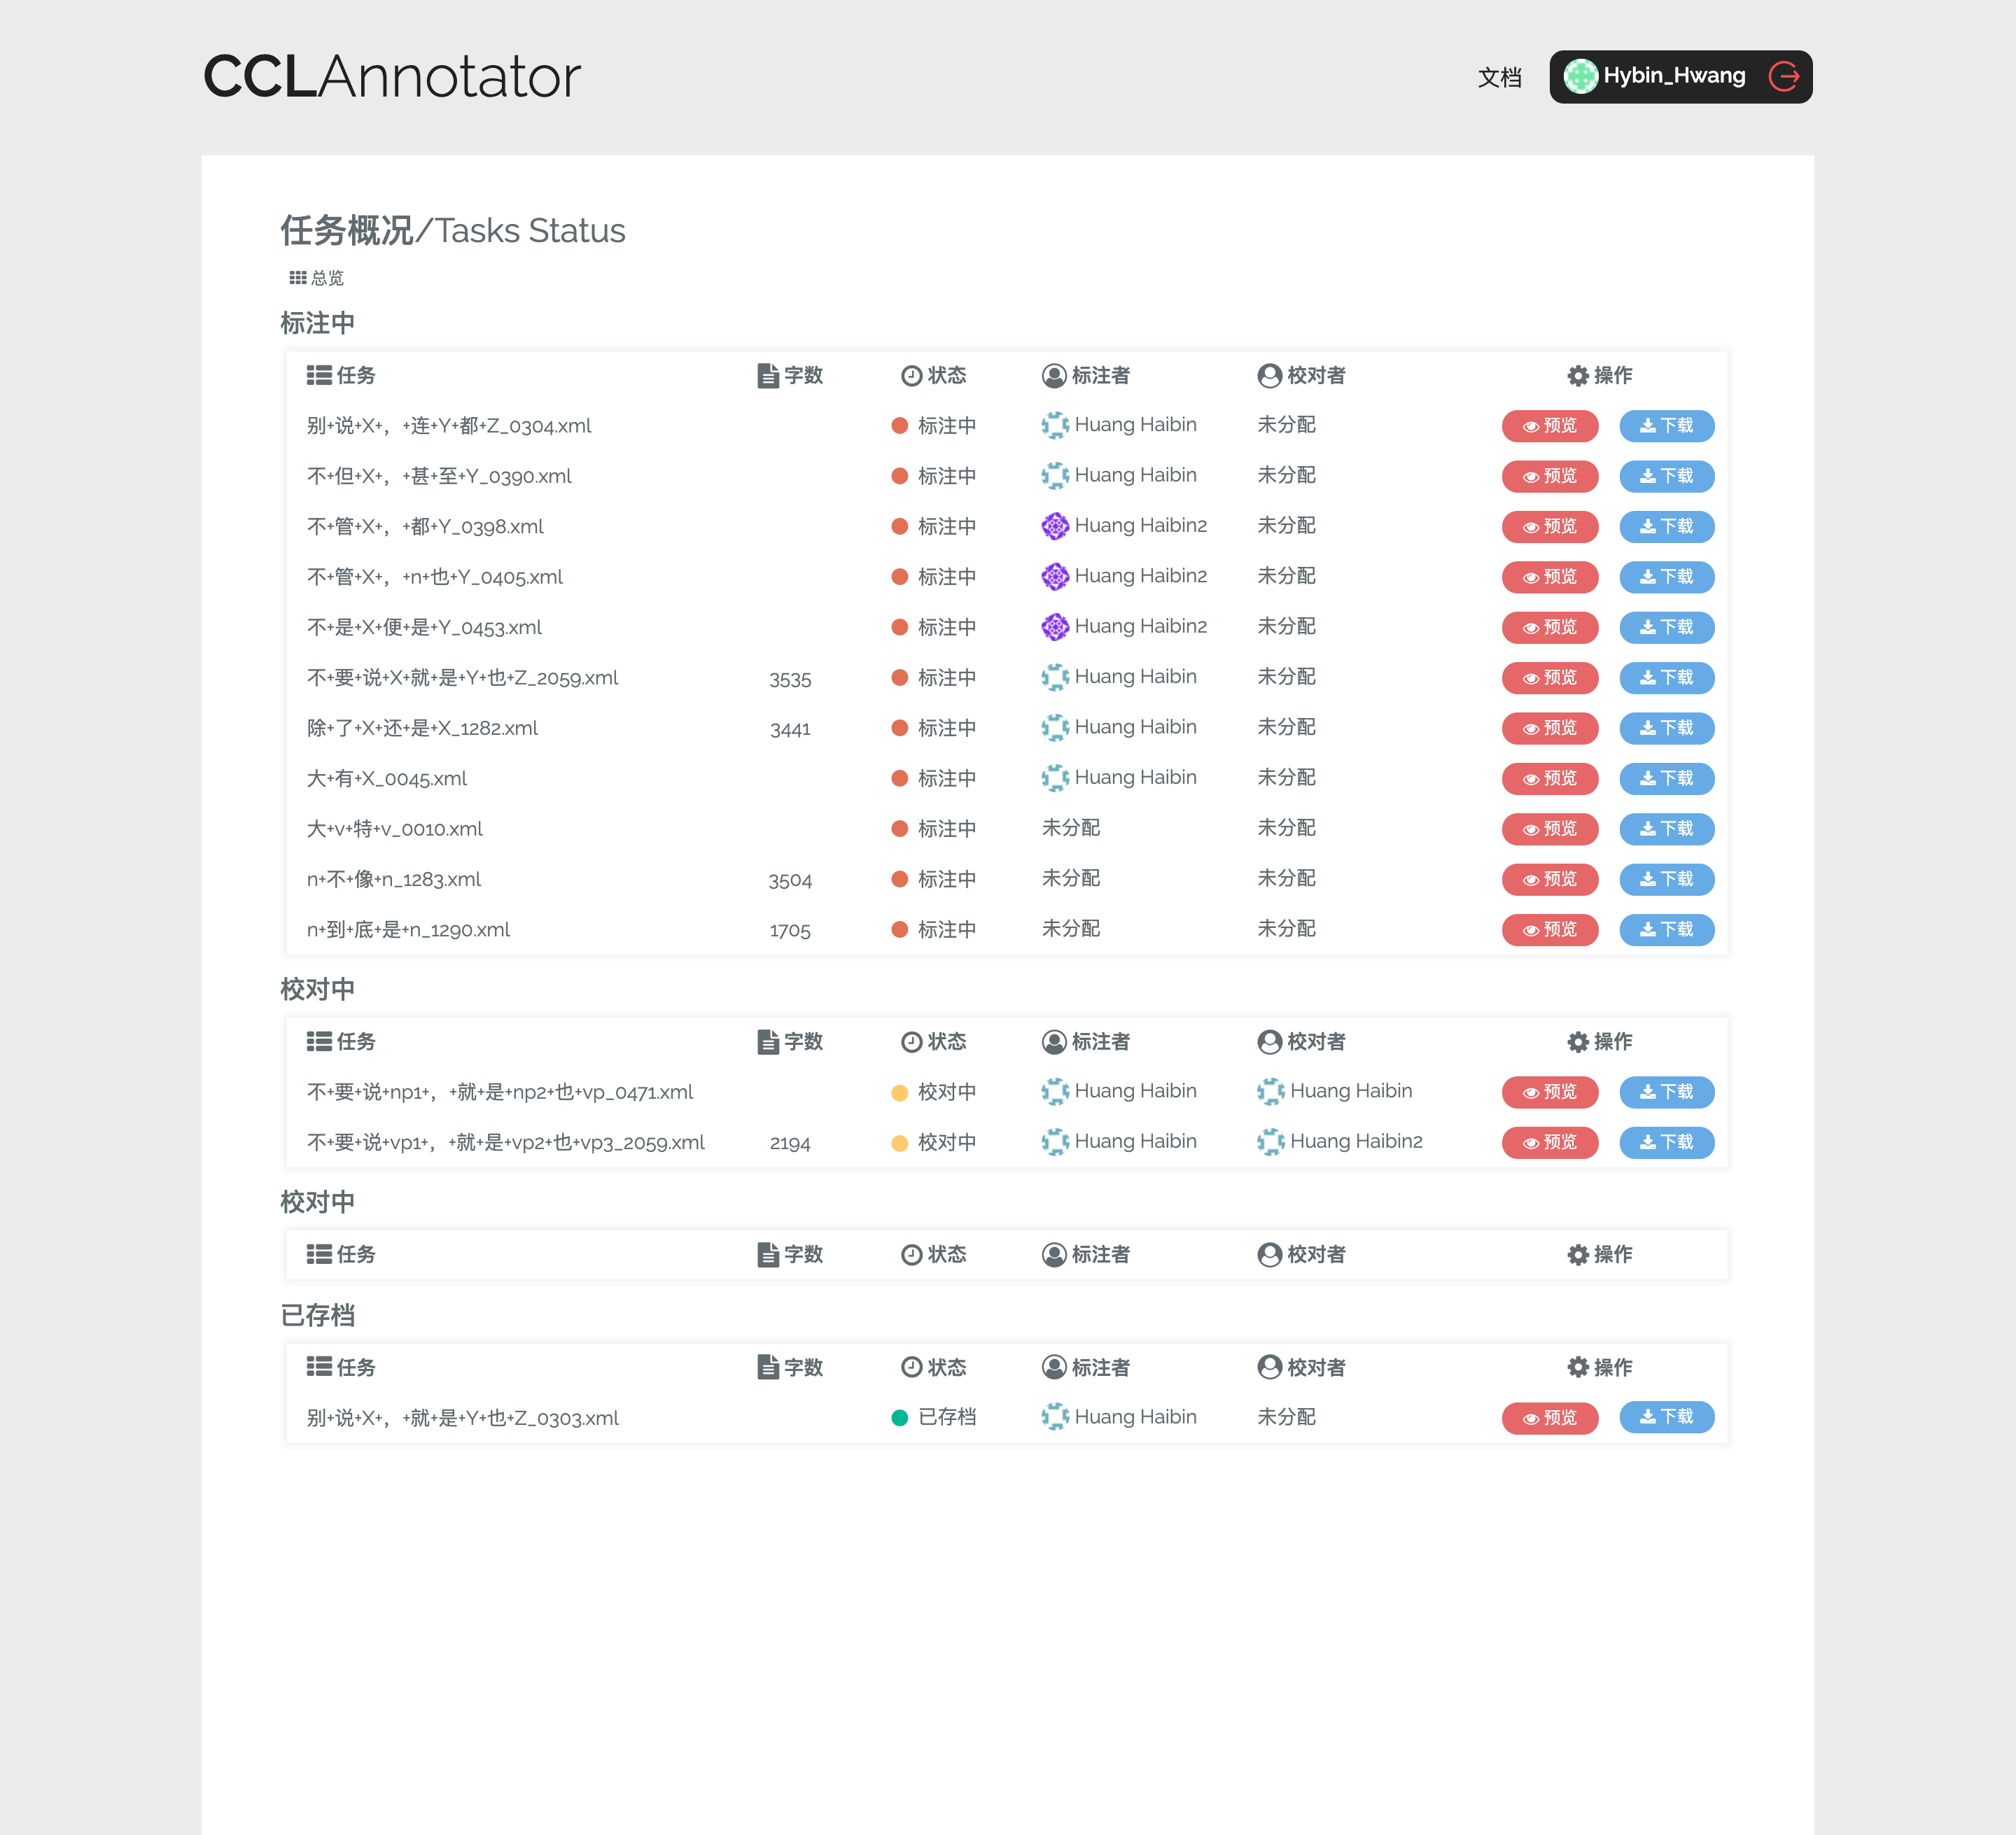 CCLAnnotator
文档 Hybin_Hwang
任务概况/Tasks Status
总览
标注中
任务 字数 状态 标注者 校对者 操作
别+说+X+，+连+Y+都+Z_0304.xml 标注中 Huang Haibin 未分配 预览 下载
不+但+X+，+甚+至+Y_0390.xml 标注中 Huang Haibin 未分配 预览 下载
不+管+X+，+都+Y_0398.xml 标注中 Huang Haibin2 未分配 预览 下载
不+管+X+，+n+也+Y_0405.xml 标注中 Huang Haibin2 未分配 预览 下载
不+是+X+便+是+Y_0453.xml 标注中 Huang Haibin2 未分配 预览 下载
不+要+说+X+就+是+Y+也+Z_2059.xml 3535 标注中 Huang Haibin 未分配 预览 下载
除+了+X+还+是+X_1282.xml 3441 标注中 Huang Haibin 未分配 预览 下载
大+有+X_0045.xml 标注中 Huang Haibin 未分配 预览 下载
大+v+特+v_0010.xml 标注中 未分配 未分配 预览 下载
n+不+像+n_1283.xml 3504 标注中 未分配 未分配 预览 下载
n+到+底+是+n_1290.xml 1705 标注中 未分配 未分配 预览 下载
校对中
任务 字数 状态 标注者 校对者 操作
不+要+说+np1+，+就+是+np2+也+vp_0471.xml 校对中 Huang Haibin Huang Haibin 预览 下载
不+要+说+vp1+，+就+是+vp2+也+vp3_2059.xml 2194 校对中 Huang Haibin Huang Haibin2 预览 下载
校对中
任务 字数 状态 标注者 校对者 操作
已存档
任务 字数 状态 标注者 校对者 操作
别+说+X+，+就+是+Y+也+Z_0303.xml 已存档 Huang Haibin 未分配 预览 下载